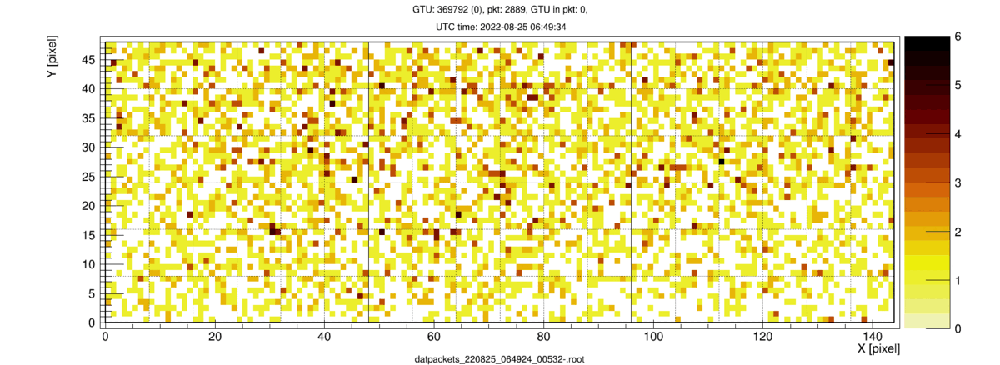 GTU: 369792 (0), pkt: 2889, GTU in pkt: 0,
UTC time: 2022-08-25 06:49:34
Y [pixel]
45
40
35
30
25
20
15
10
5
0
0 20 40 60 80 100 120 140
X [pixel]
6
5
4
3
2
1
0
datpackets_220825_064924_00532-.root